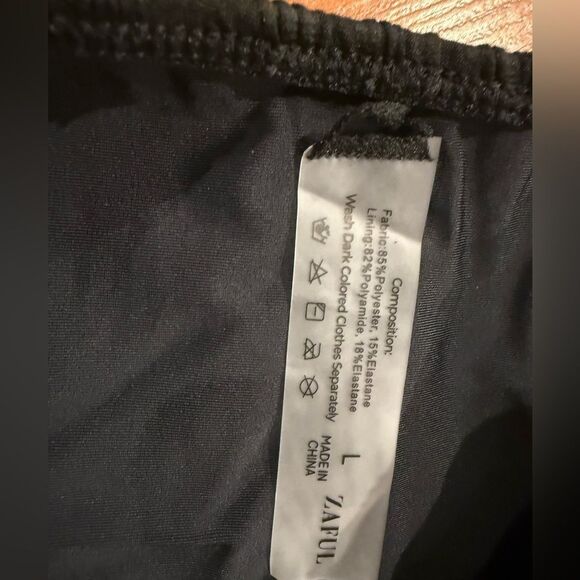 Composition:
Fabric:85%Polyester, 15%Elastane
Lining:82%Polyamide, 18%Elastane
Wash Dark Colored Clothes Separately
L
MADE IN
CHINA
ZAFUL